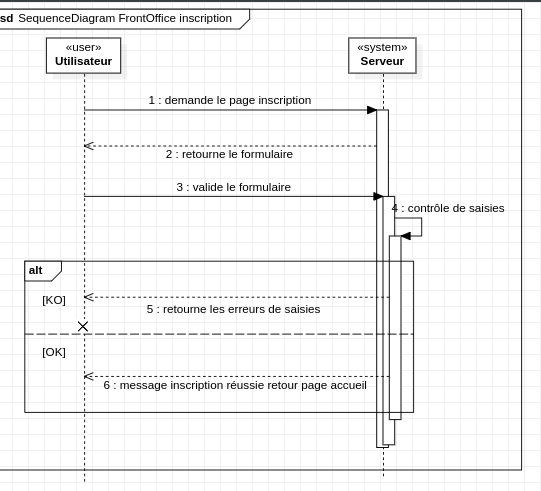 sd SequenceDiagram FrontOffice inscription
«user»
Utilisateur
«system»
Serveur
1 : demande le page inscription
2 : retourne le formulaire
3 : valide le formulaire
4 : contrôle de saisies
alt
[KO]
5 : retourne les erreurs de saisies
[OK]
6 : message inscription réussie retour page accueil